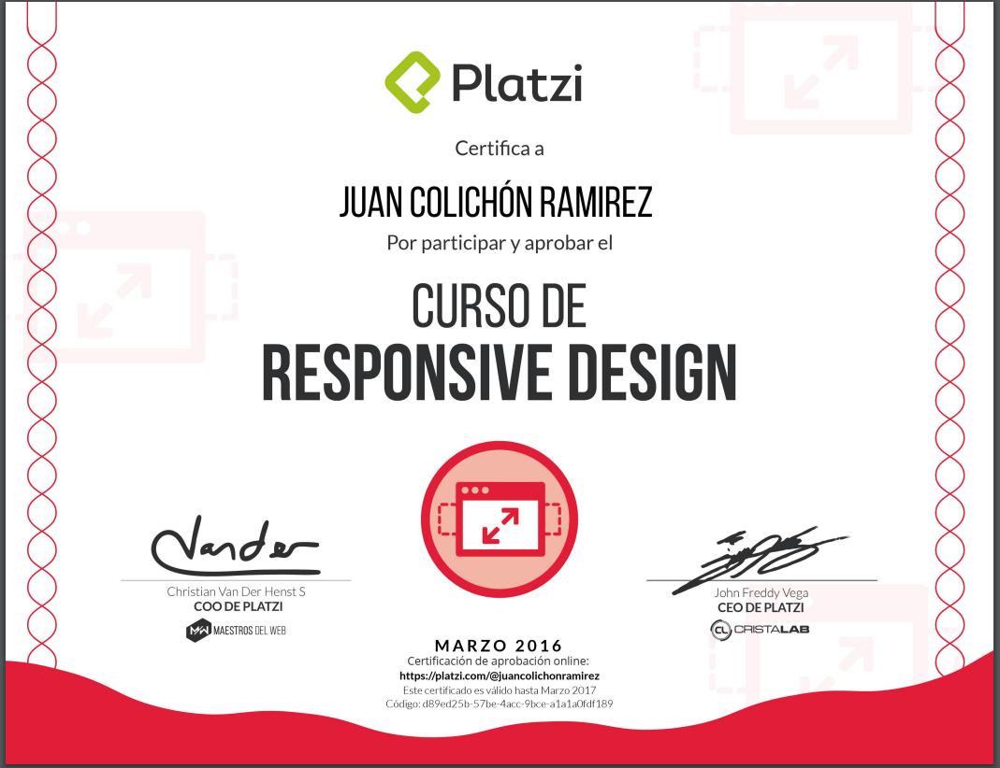 Platzi
Certifica a
JUAN COLICHÓN RAMIREZ
Por participar y aprobar el
CURSO DE
RESPONSIVE DESIGN
Vander
Christian Van Der Henst S
COO DE PLATZI
MW MAESTROS DEL WEB
John Freddy Vega
CEO DE PLATZI
CL CRISTALAB
MARZO 2016
Certificación de aprobación online:
https://platzi.com/@juancolichonramirez
Este certificado es válido hasta Marzo 2017
Código: d89ed25b-57be-4acc-9bce-a1a1a0fdf189